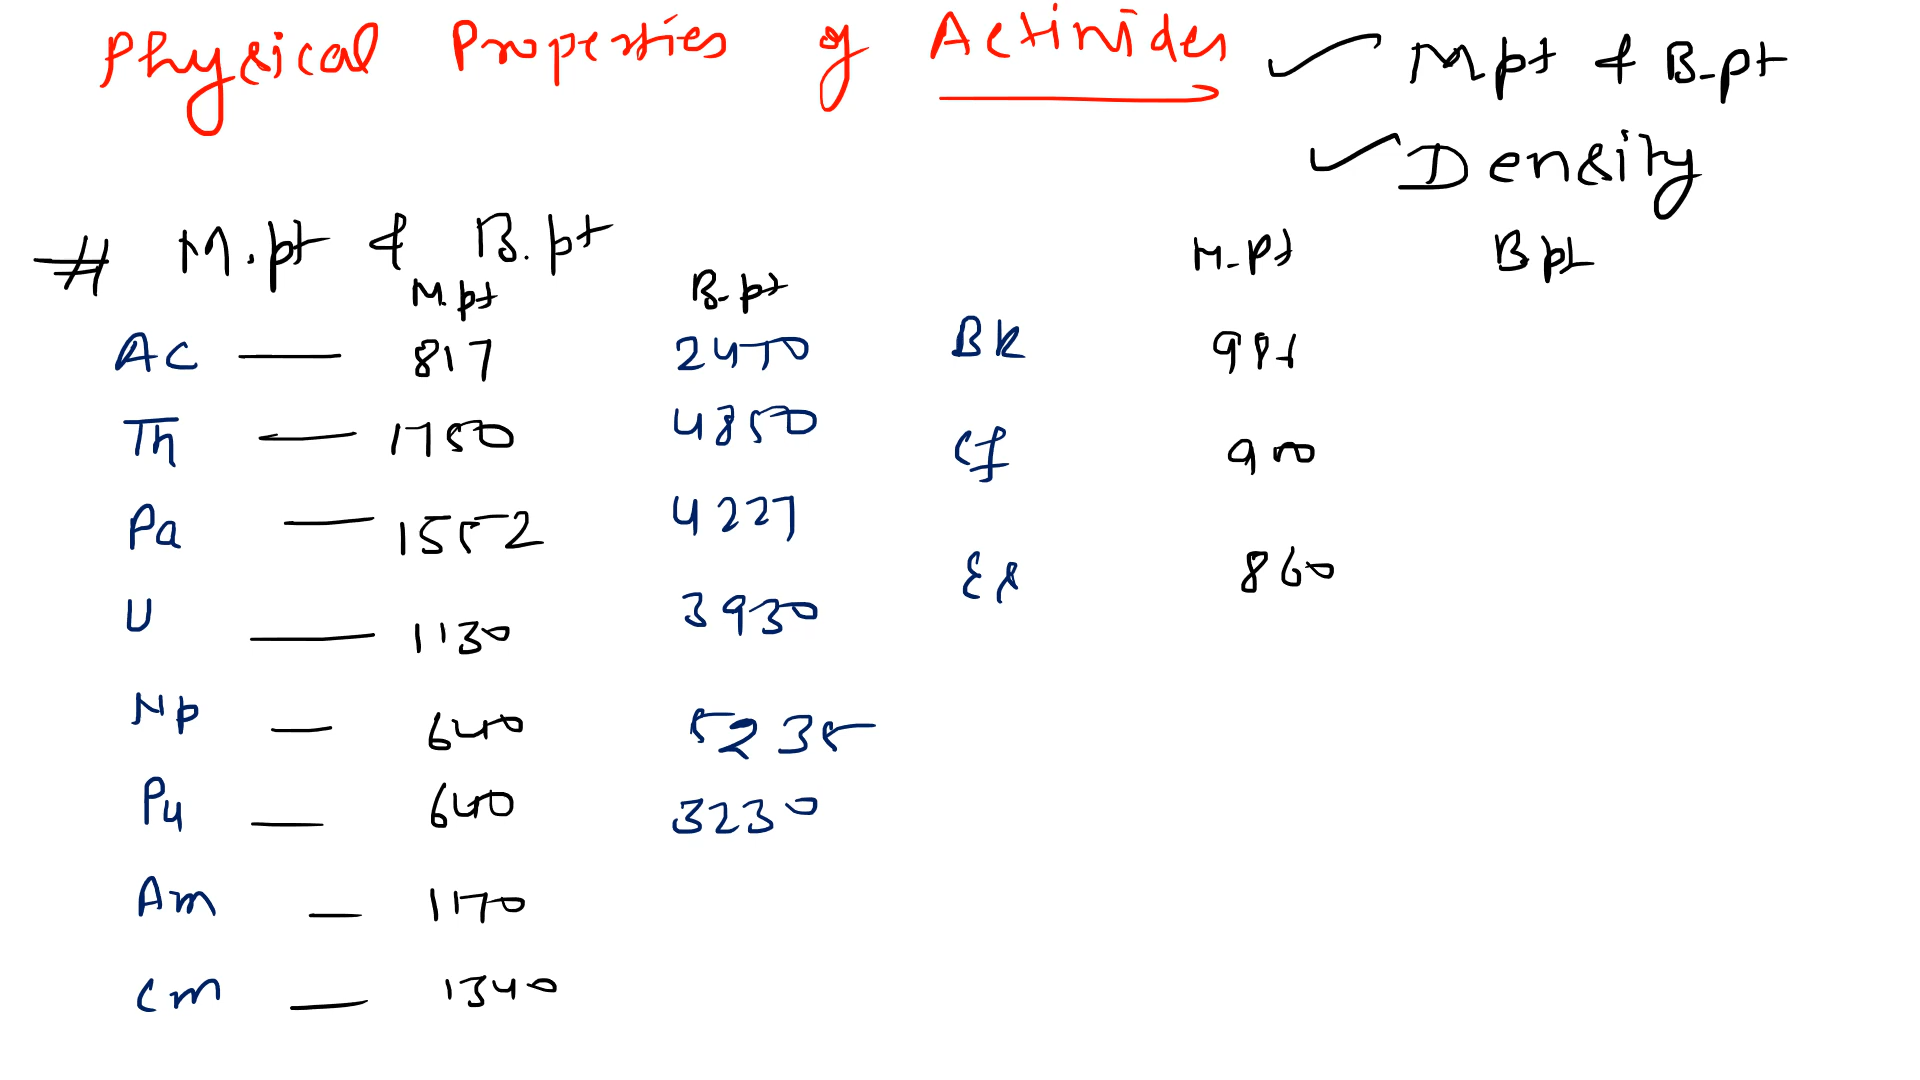 Physical Properties of Actinides
M.pt & B.pt
Density
# M.pt & B.pt
M.pt B.pt
Ac — 817 2470
Th — 1750 4850
Pa — 1552 4227
U — 1130 3930
Np — 640 5235
Pu — 640 3230
Am — 1170
Cm — 1340
M.pt B.pt
Bk 986
Cf 900
Es 860